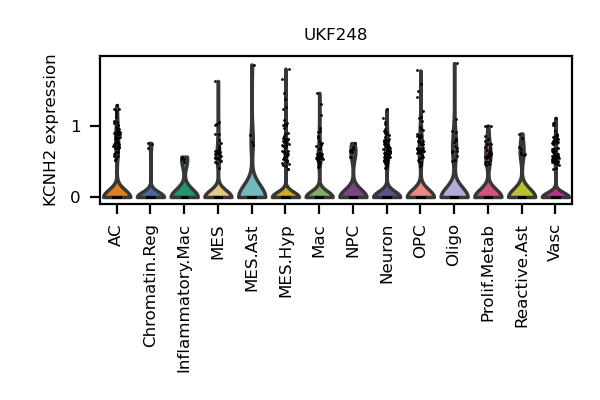 UKF248
KCNH2 expression
1
0
AC
Chromatin.Reg
Inflammatory.Mac
MES
MES.Ast
MES.Hyp
Mac
NPC
Neuron
OPC
Oligo
Prolif.Metab
Reactive.Ast
Vasc